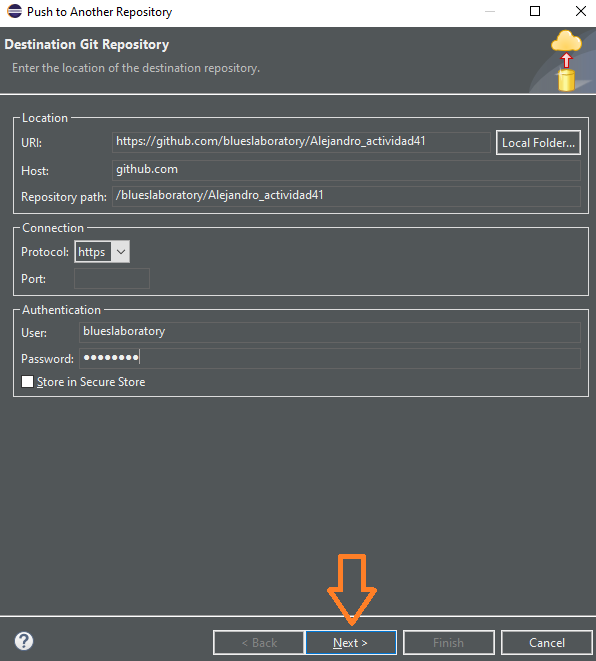 Push to Another Repository
Destination Git Repository
Enter the location of the destination repository.
Location
URI: https://github.com/blueslaboratory/Alejandro_actividad41 Local Folder...
Host: github.com
Repository path: /blueslaboratory/Alejandro_actividad41
Connection
Protocol: https
Port:
Authentication
User: blueslaboratory
Password: ●●●●●●●●
Store in Secure Store
< Back Next > Finish Cancel